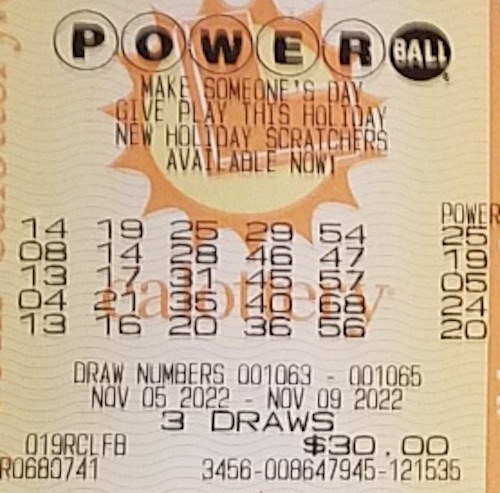 POWER BALL
MAKE SOMEONE'S DAY
GIVE PLAY THIS HOLIDAY
NEW HOLIDAY SCRATCHERS
AVAILABLE NOW!
POWER
14 19 25 29 54 25
08 14 28 46 47 19
13 17 31 45 57 05
04 21 35 40 68 24
13 16 20 36 56 20
calottery
DRAW NUMBERS 001063 - 001065
NOV 05 2022 - NOV 09 2022
3 DRAWS
019RCLFB $30.00
R0680741 3456-008647945-121535